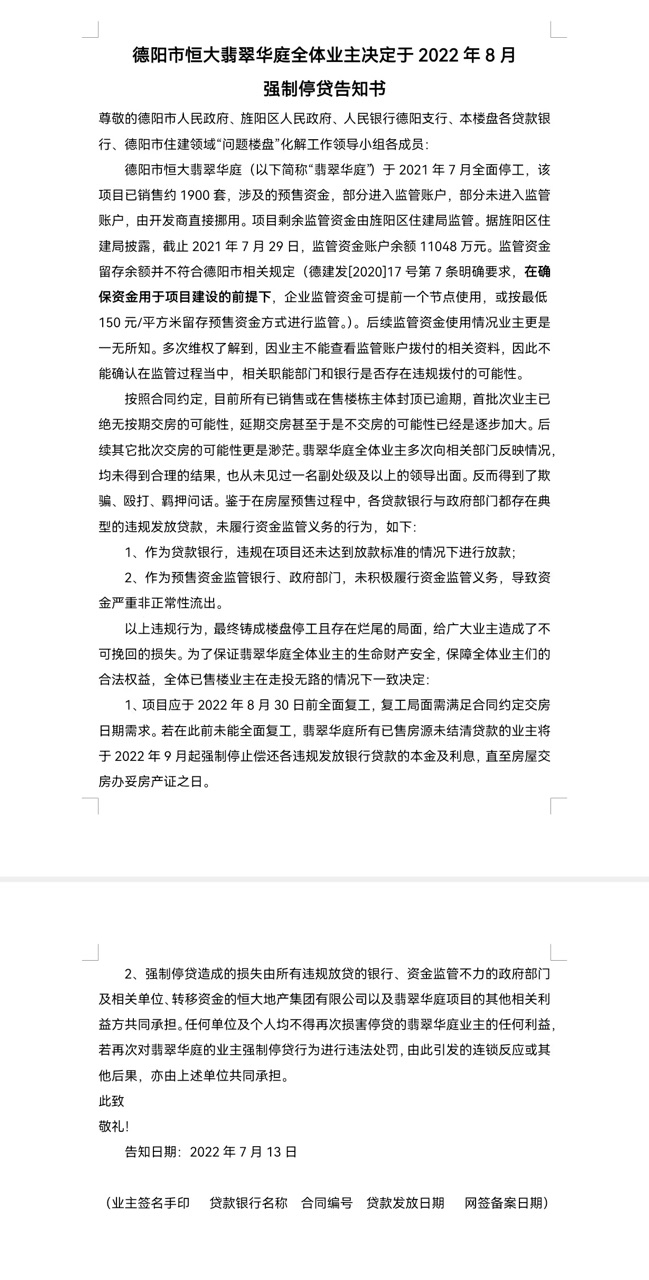 德阳市恒大翡翠华庭全体业主决定于 2022 年 8 月
强制停贷告知书
尊敬的德阳市人民政府、旌阳区人民政府、人民银行德阳支行、本楼盘各贷款银
行、德阳市住建领域“问题楼盘”化解工作领导小组各成员：
德阳市恒大翡翠华庭（以下简称“翡翠华庭”）于 2021 年 7 月全面停工，该
项目已销售约 1900 套，涉及的预售资金，部分进入监管账户，部分未进入监管
账户，由开发商直接挪用。项目剩余监管资金由旌阳区住建局监管。据旌阳区住
建局披露，截止 2021 年 7 月 29 日，监管资金账户余额 11048 万元。监管资金
留存余额并不符合德阳市相关规定（德建发[2020]17 号第 7 条明确要求，在确
保资金用于项目建设的前提下，企业监管资金可提前一个节点使用，或按最低
150 元/平方米留存预售资金方式进行监管。）。后续监管资金使用情况业主更是
一无所知。多次维权了解到，因业主不能查看监管账户拨付的相关资料，因此不
能确认在监管过程当中，相关职能部门和银行是否存在违规拨付的可能性。
按照合同约定，目前所有已销售或在售楼栋主体封顶已逾期，首批次业主已
绝无按期交房的可能性，延期交房甚至于是不交房的可能性已经是逐步加大。后
续其它批次交房的可能性更是渺茫。翡翠华庭全体业主多次向相关部门反映情况，
均未得到合理的结果，也从未见过一名副处级及以上的领导出面。反而得到了欺
骗、殴打、羁押问话。鉴于在房屋预售过程中，各贷款银行与政府部门都存在典
型的违规发放贷款，未履行资金监管义务的行为，如下：
1、作为贷款银行，违规在项目还未达到放款标准的情况下进行放款；
2、作为预售资金监管银行、政府部门，未积极履行资金监管义务，导致资
金严重非正常性流出。
以上违规行为，最终铸成楼盘停工且存在烂尾的局面，给广大业主造成了不
可挽回的损失。为了保证翡翠华庭全体业主的生命财产安全，保障全体业主们的
合法权益，全体已售楼业主在走投无路的情况下一致决定：
1、项目应于 2022 年 8 月 30 日前全面复工，复工局面需满足合同约定交房
日期需求。若在此前未能全面复工，翡翠华庭所有已售房源未结清贷款的业主将
于 2022 年 9 月起强制停止偿还各违规发放银行贷款的本金及利息，直至房屋交
房办妥房产证之日。
2、强制停贷造成的损失由所有违规放贷的银行、资金监管不力的政府部门
及相关单位、转移资金的恒大地产集团有限公司以及翡翠华庭项目的其他相关利
益方共同承担。任何单位及个人均不得再次损害停贷的翡翠华庭业主的任何利益，
若再次对翡翠华庭的业主强制停贷行为进行违法处罚，由此引发的连锁反应或其
他后果，亦由上述单位共同承担。
此致
敬礼！
告知日期：2022 年 7 月 13 日
（业主签名手印 贷款银行名称 合同编号 贷款发放日期 网签备案日期）